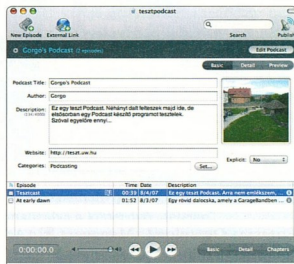 tesztpodcast
New Episode External Link Search Publish
Gorgo's Podcast (2 episodes) Edit Podcast
Basic Detail Preview
Podcast Title: Gorgo's Podcast
Author: Gorgo
Description: Ez egy teszt Podcast. Néhányt dalt felteszek majd ide, de
elsősorban egy Podcast készítő programot tesztelek.
Szóval egyelőre ennyi...
Website: http://teszt.uw.hu
Explicit: No
Categories: Podcasting Set...
Episode Time Date Description
Tesztcast 00:39 8/4/07 Ez egy teszt Podcast. Arra nem emlékszem, ...
At early dawn 01:52 8/3/07 Egy rövid dalocska, amely a GarageBandben ...
0:00:00.0 Basic Detail Chapters